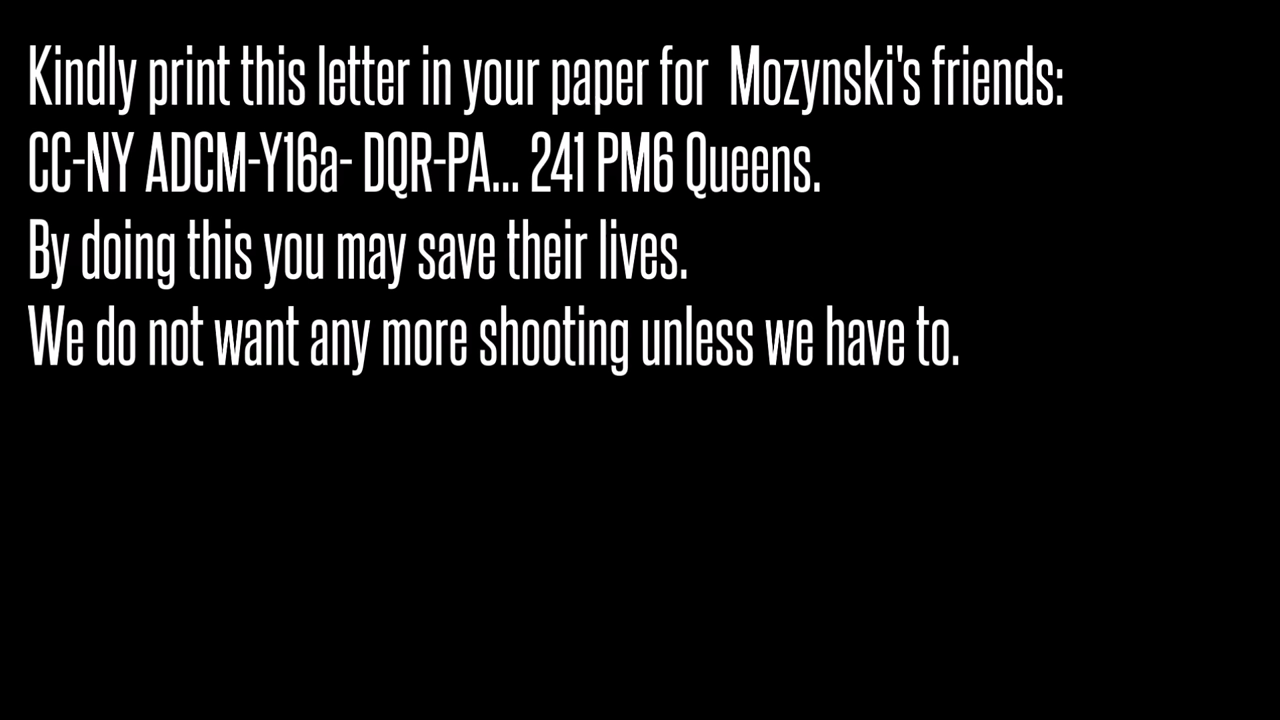 Kindly print this letter in your paper for  Mozynski's friends:
CC-NY ADCM-Y16a- DQR-PA... 241 PM6 Queens.
By doing this you may save their lives.
We do not want any more shooting unless we have to.